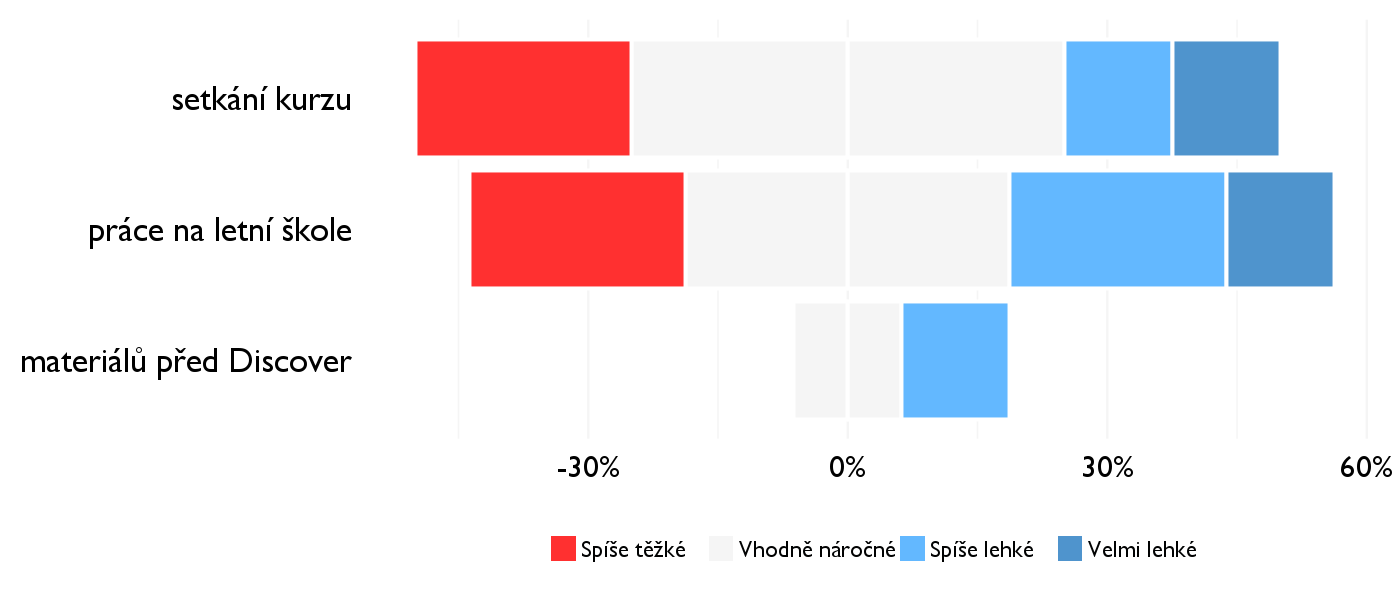 setkání kurzu
práce na letní škole
materiálů před Discover
-30% 0% 30% 60%
Spíše těžké Vhodně náročné Spíše lehké Velmi lehké